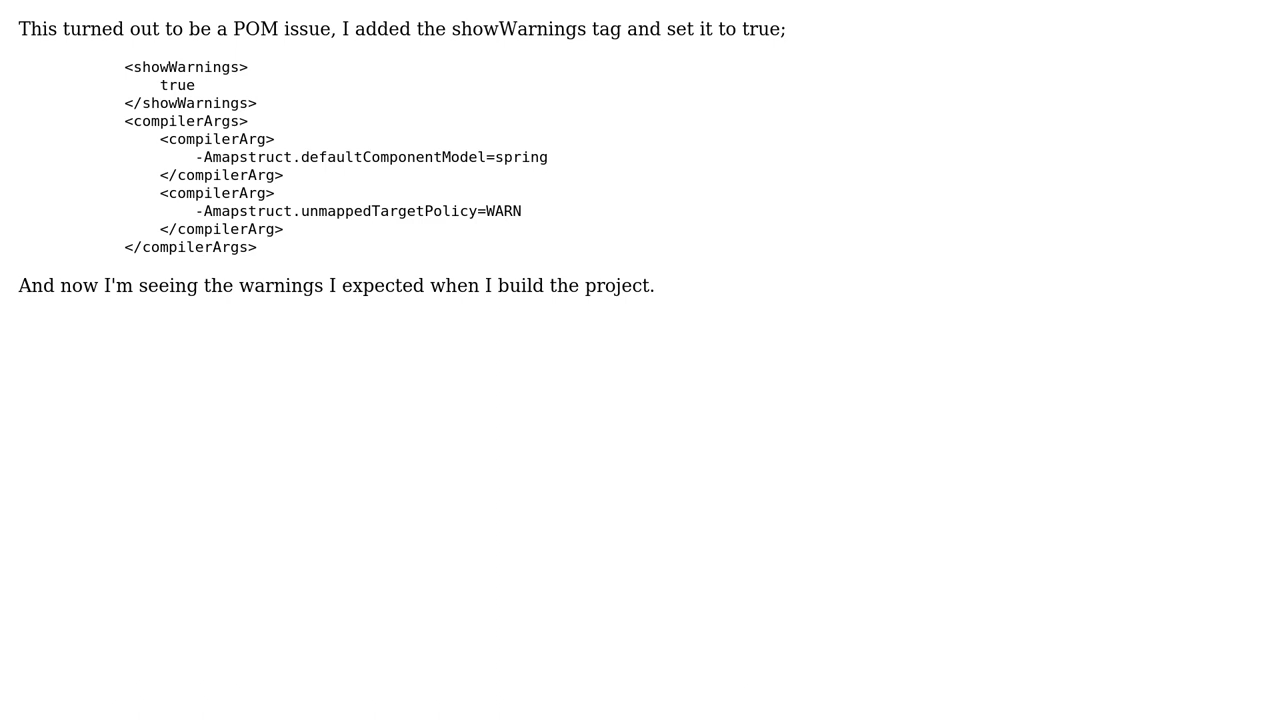 This turned out to be a POM issue, I added the showWarnings tag and set it to true;
<showWarnings>
    true
</showWarnings>
<compilerArgs>
    <compilerArg>
        -Amapstruct.defaultComponentModel=spring
    </compilerArg>
    <compilerArg>
        -Amapstruct.unmappedTargetPolicy=WARN
    </compilerArg>
</compilerArgs>
And now I'm seeing the warnings I expected when I build the project.